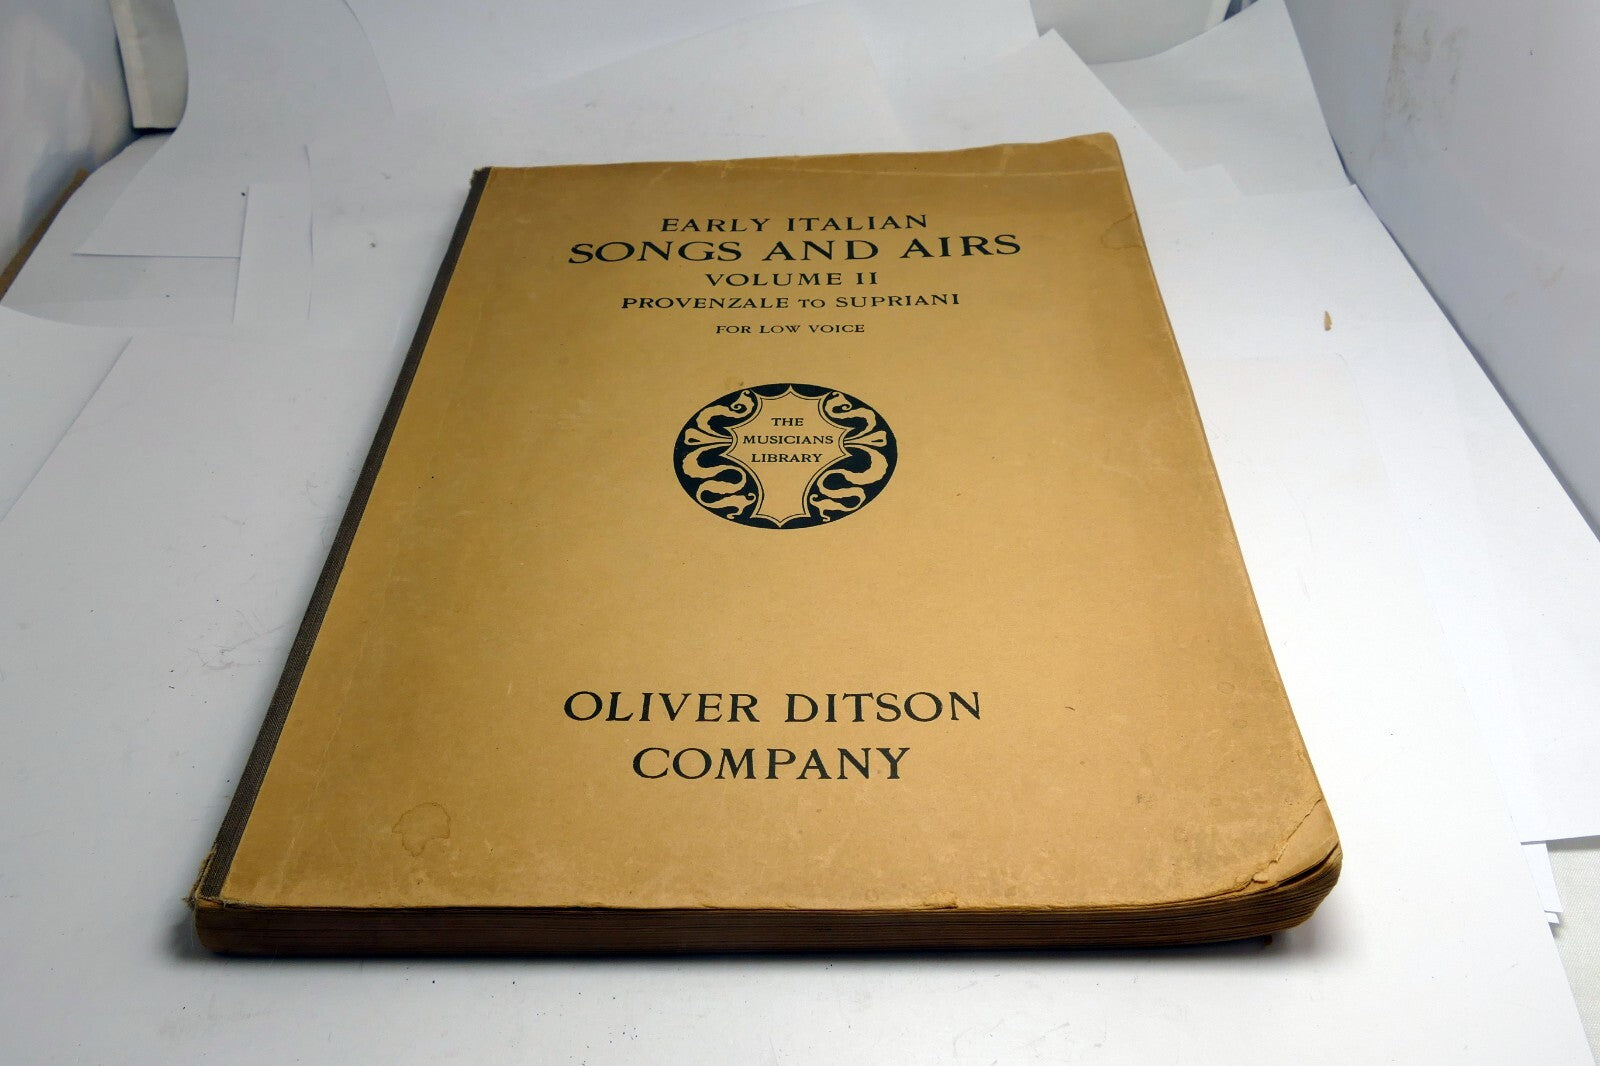 EARLY ITALIAN
SONGS AND AIRS
VOLUME II
PROVENZALE TO SUPRIANI
FOR LOW VOICE
THE
MUSICIANS
LIBRARY
OLIVER DITSON
COMPANY